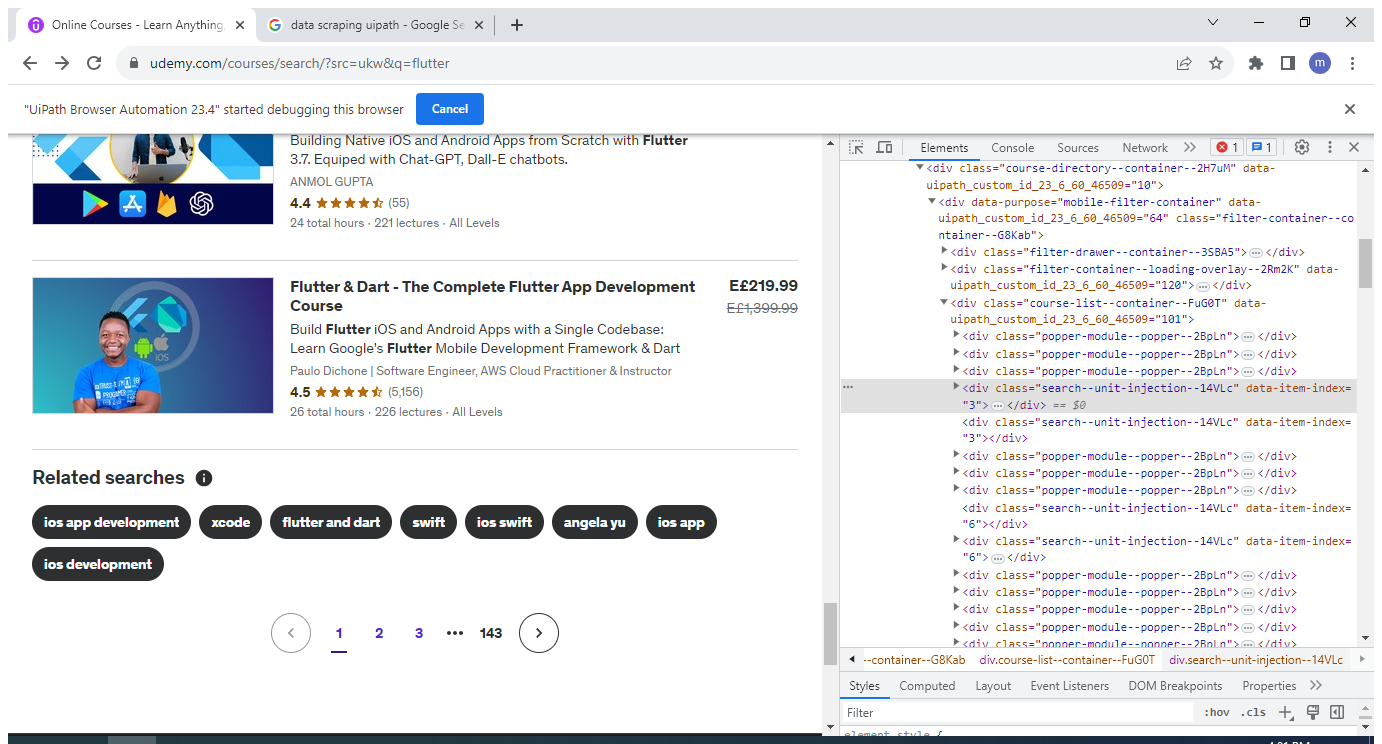 Online Courses - Learn Anything,
data scraping uipath - Google Se
udemy.com/courses/search/?src=ukw&q=flutter
m
"UiPath Browser Automation 23.4" started debugging this browser
Cancel
Building Native iOS and Android Apps from Scratch with Flutter
3.7. Equiped with Chat-GPT, Dall-E chatbots.
ANMOL GUPTA
4.4 (55)
24 total hours · 221 lectures · All Levels
iOS
Flutter & Dart - The Complete Flutter App Development
Course
E£219.99
E£1,399.99
Build Flutter iOS and Android Apps with a Single Codebase:
Learn Google's Flutter Mobile Development Framework & Dart
Paulo Dichone | Software Engineer, AWS Cloud Practitioner & Instructor
4.5 (5,156)
26 total hours · 226 lectures · All Levels
Related searches
ios app development xcode flutter and dart swift ios swift angela yu ios app
ios development
1 2 3 ••• 143
Elements Console Sources Network 1 1
<div class="course-directory--container--2H7uM" data-
uipath_custom_id_23_6_60_46509="10">
<div data-purpose="mobile-filter-container" data-
uipath_custom_id_23_6_60_46509="64" class="filter-container--co
ntainer--G8Kab">
<div class="filter-drawer--container--3SBA5">…</div>
<div class="filter-container--loading-overlay--2Rm2K" data-
uipath_custom_id_23_6_60_46509="120">…</div>
<div class="course-list--container--FuG0T" data-
uipath_custom_id_23_6_60_46509="101">
<div class="popper-module--popper--2BpLn">…</div>
<div class="popper-module--popper--2BpLn">…</div>
<div class="popper-module--popper--2BpLn">…</div>
<div class="search--unit-injection--14VLc" data-item-index=
"3">…</div> == $0
<div class="search--unit-injection--14VLc" data-item-index=
"3"></div>
<div class="popper-module--popper--2BpLn">…</div>
<div class="popper-module--popper--2BpLn">…</div>
<div class="popper-module--popper--2BpLn">…</div>
<div class="search--unit-injection--14VLc" data-item-index=
"6"></div>
<div class="search--unit-injection--14VLc" data-item-index=
"6">…</div>
<div class="popper-module--popper--2BpLn">…</div>
<div class="popper-module--popper--2BpLn">…</div>
<div class="popper-module--popper--2BpLn">…</div>
<div class="popper-module--popper--2BpLn">…</div>
<div class="popper-module--popper--2BpLn">…</div>
--container--G8Kab div.course-list--container--FuG0T div.search--unit-injection--14VLc
Styles Computed Layout Event Listeners DOM Breakpoints Properties
Filter :hov .cls
element.style {